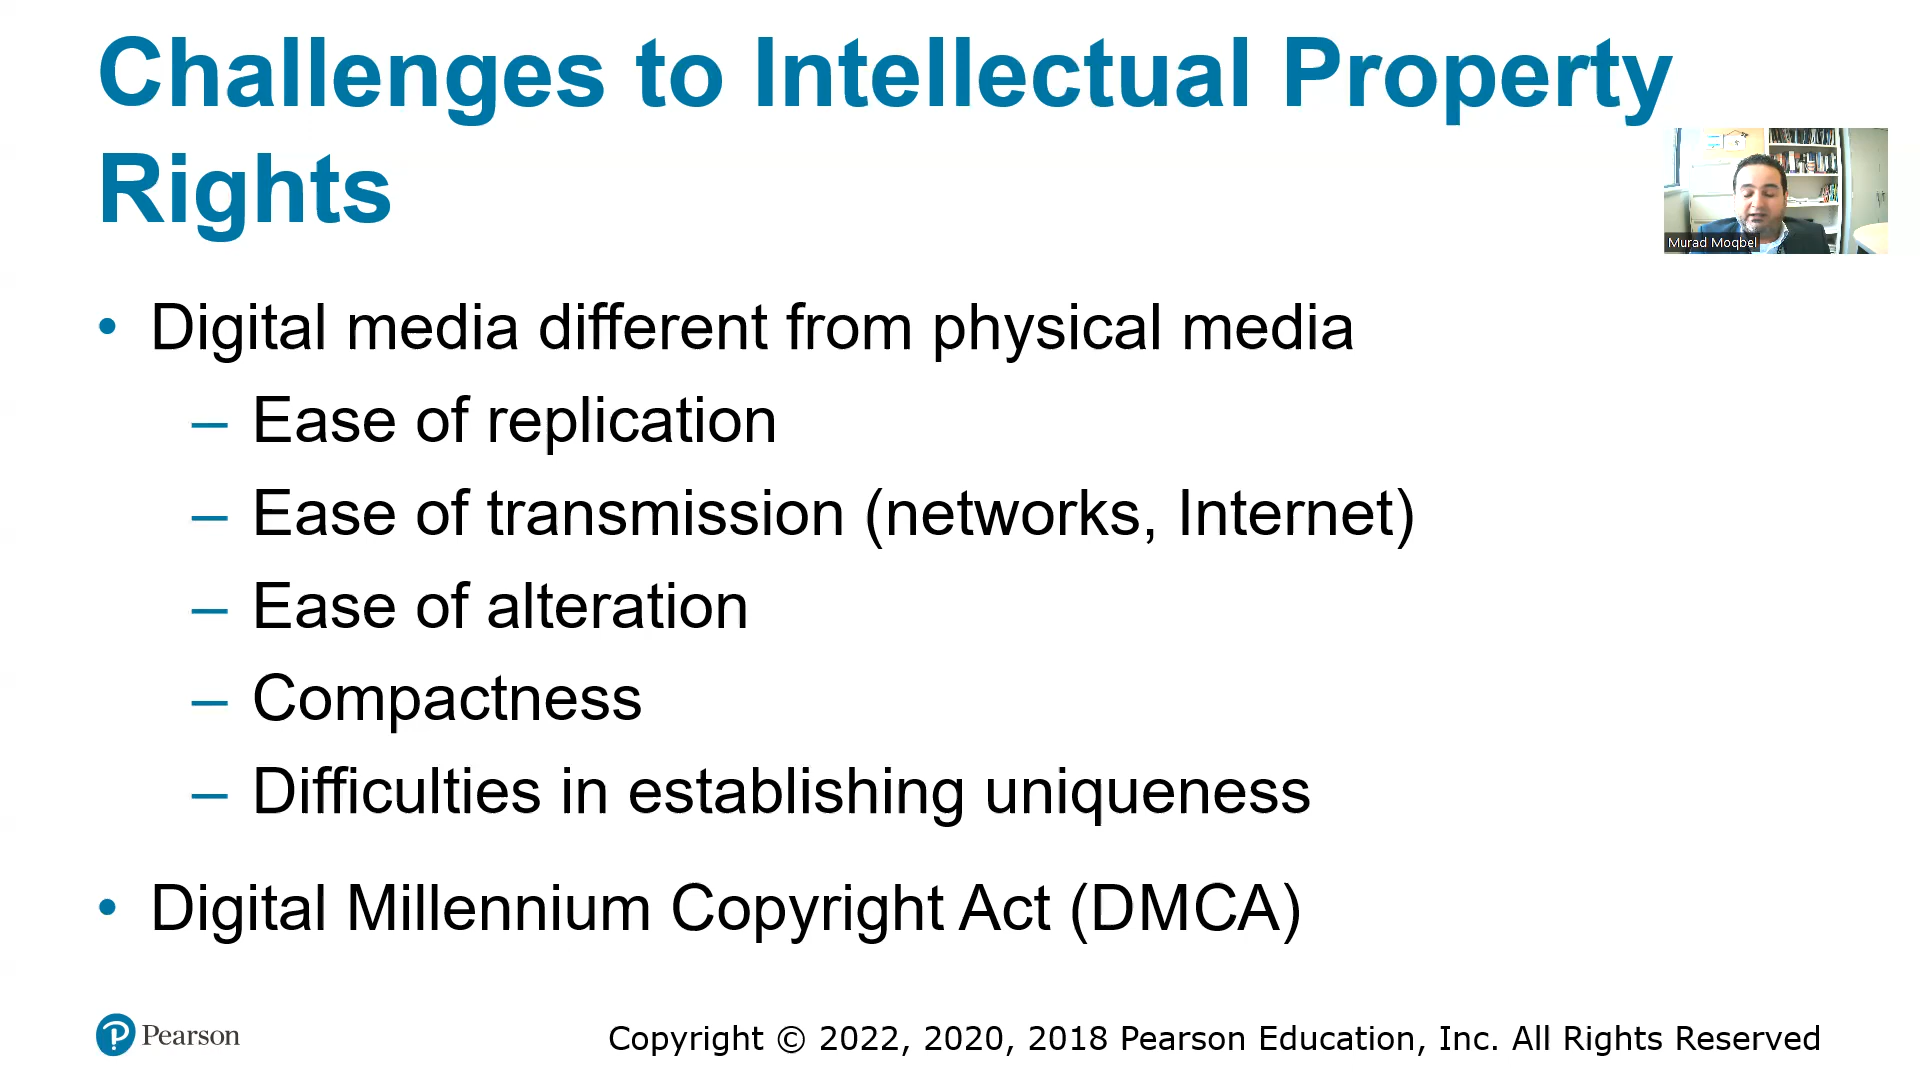 Challenges to Intellectual Property
Rights
Murad Moqbel
• Digital media different from physical media
– Ease of replication
– Ease of transmission (networks, Internet)
– Ease of alteration
– Compactness
– Difficulties in establishing uniqueness
• Digital Millennium Copyright Act (DMCA)
Pearson
Copyright © 2022, 2020, 2018 Pearson Education, Inc. All Rights Reserved